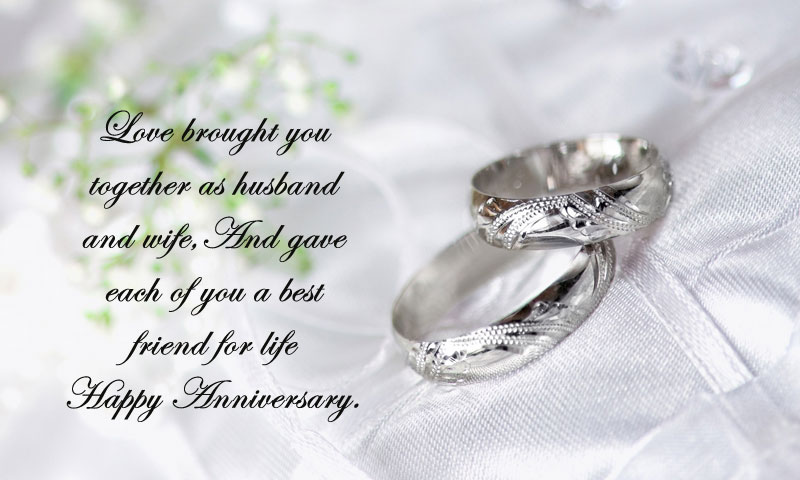 Love brought you
together as husband
and wife, And gave
each of you a best
friend for life
Happy Anniversary.